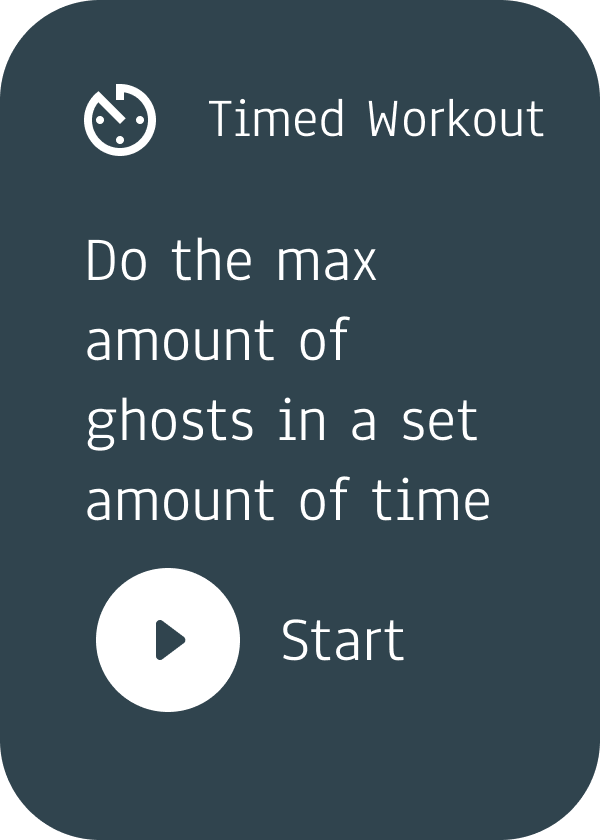 Timed Workout
Do the max
amount of
ghosts in a set
amount of time
Start